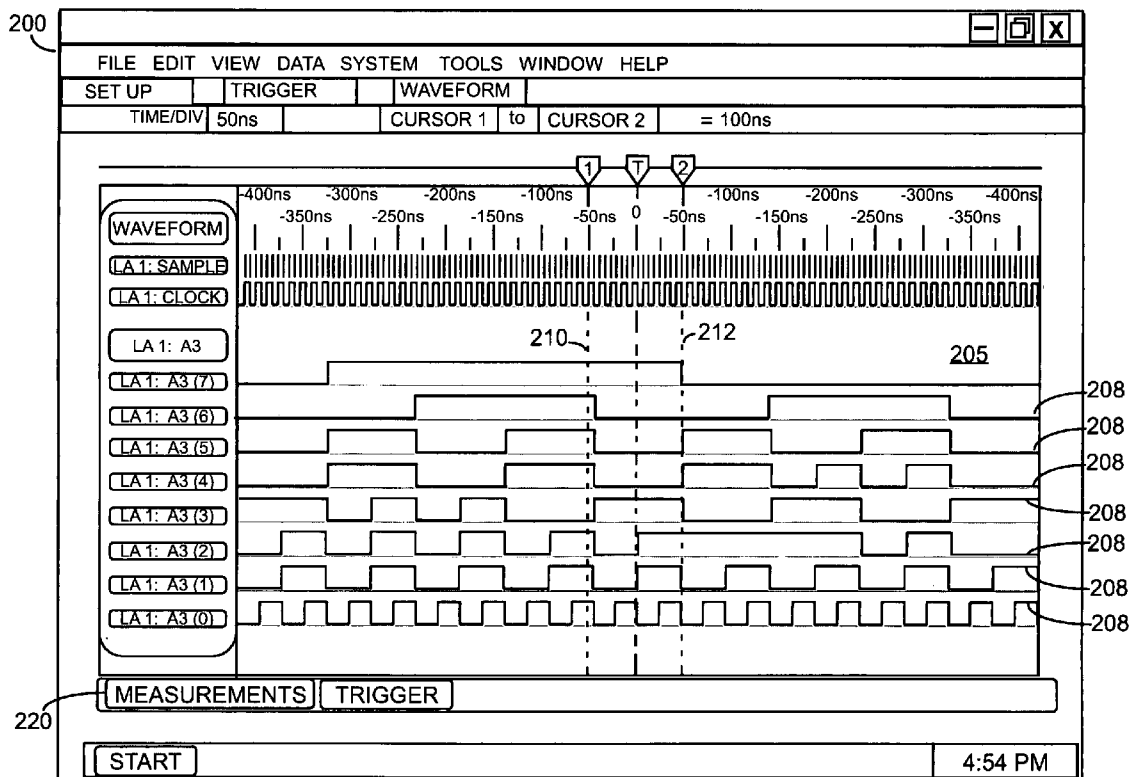 200
X
FILE EDIT VIEW DATA SYSTEM TOOLS WINDOW HELP
SET UP TRIGGER WAVEFORM
TIME/DIV 50ns CURSOR 1 to CURSOR 2 = 100ns
1 T 2
-400ns -300ns -200ns -100ns -100ns -200ns -300ns -400ns
-350ns -250ns -150ns -50ns 0 -50ns -150ns -250ns -350ns
WAVEFORM
LA 1: SAMPLE
LA 1: CLOCK
210 212
LA 1: A3 205
LA 1: A3 (7)
LA 1: A3 (6) 208
LA 1: A3 (5) 208
LA 1: A3 (4) 208
LA 1: A3 (3) 208
LA 1: A3 (2) 208
LA 1: A3 (1) 208
LA 1: A3 (0) 208
MEASUREMENTS TRIGGER
220
START 4:54 PM